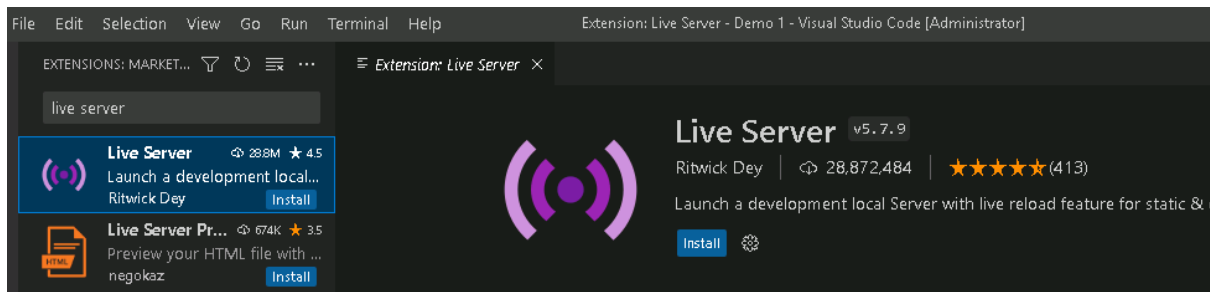 File Edit Selection View Go Run Terminal Help
Extension: Live Server - Demo 1 - Visual Studio Code [Administrator]
EXTENSIONS: MARKET...
live server
Live Server 28.8M 4.5
Launch a development local...
Ritwick Dey Install
Live Server Pr... 674K 3.5
Preview your HTML file with ...
negokaz Install
HTML
Extension: Live Server
Live Server v5.7.9
Ritwick Dey 28,872,484 (413)
Launch a development local Server with live reload feature for static &
Install